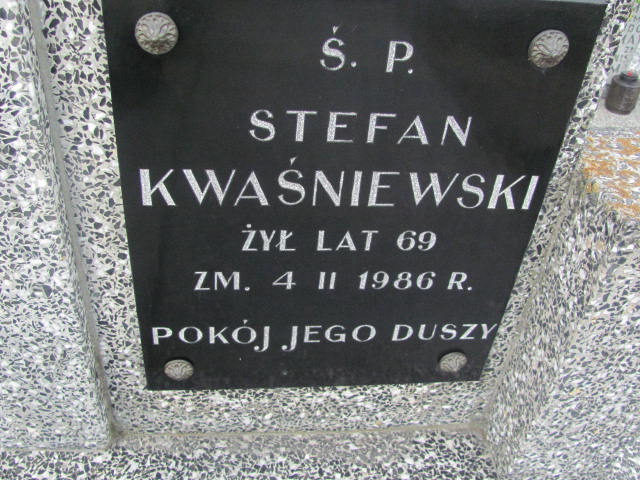 Ś. P.
STEFAN
KWAŚNIEWSKI
ŻYŁ LAT 69
ZM. 4 II 1986 R.
POKÓJ JEGO DUSZY